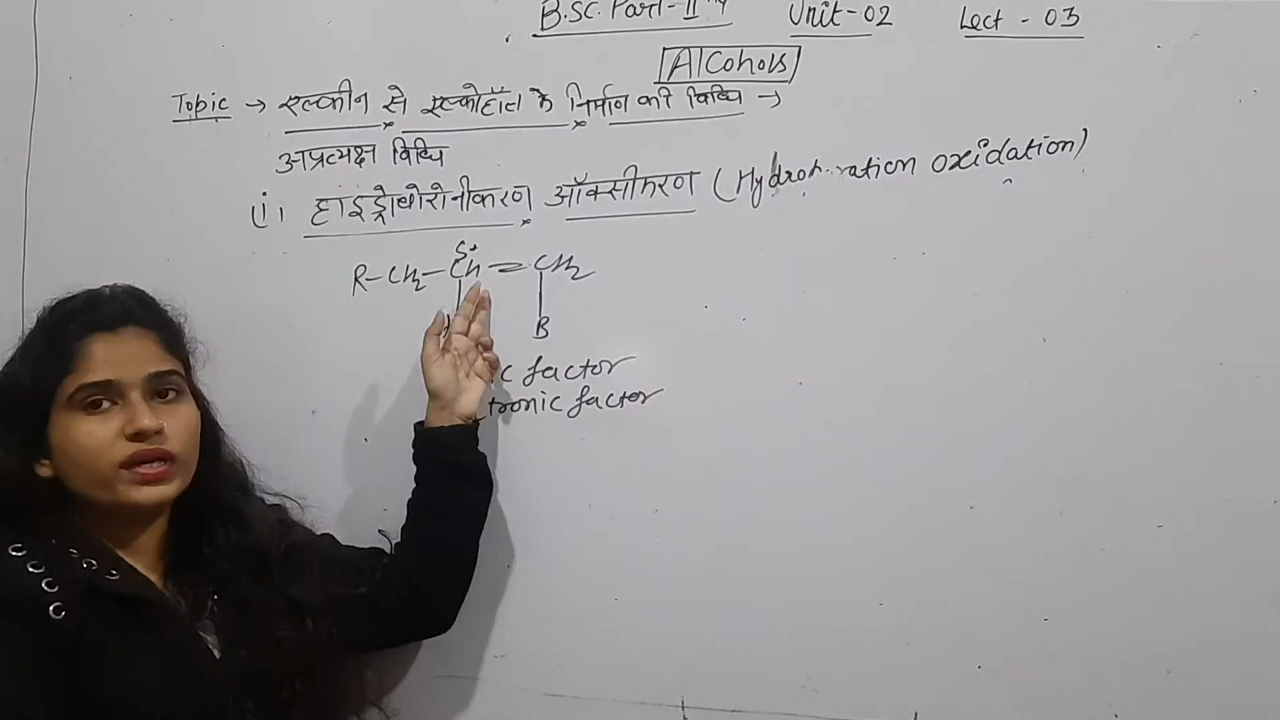 B.SC. Part-II Unit-02 Lect - 03
Alcohols
Topic → एल्कीन से एल्कोहॉल के निर्माण की विधि →
अप्रत्यक्ष विधि
(i) हाइड्रोबोरोनीकरण ऑक्सीकरण ( oxidation)
δ+
R-CH2-CH=CH2
B
factor
tronic factor